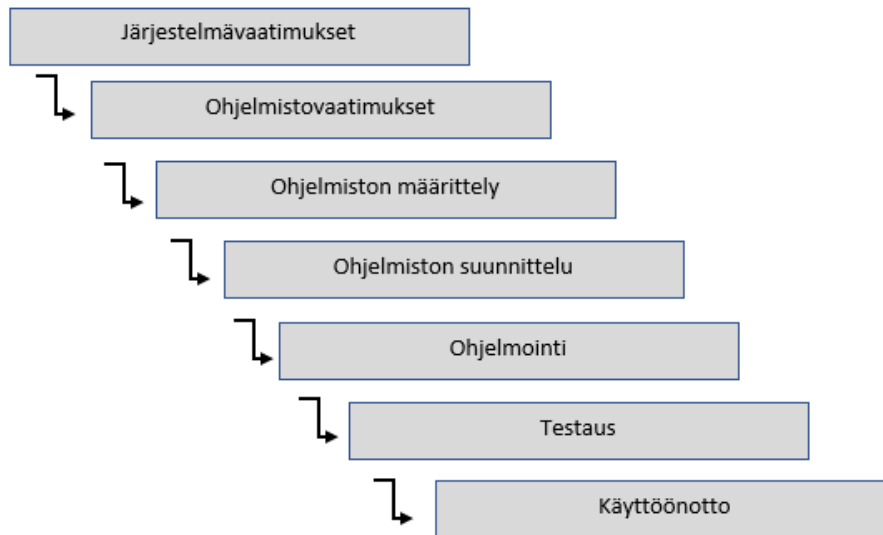 Järjestelmävaatimukset
Ohjelmistovaatimukset
Ohjelmiston määrittely
Ohjelmiston suunnittelu
Ohjelmointi
Testaus
Käyttöönotto